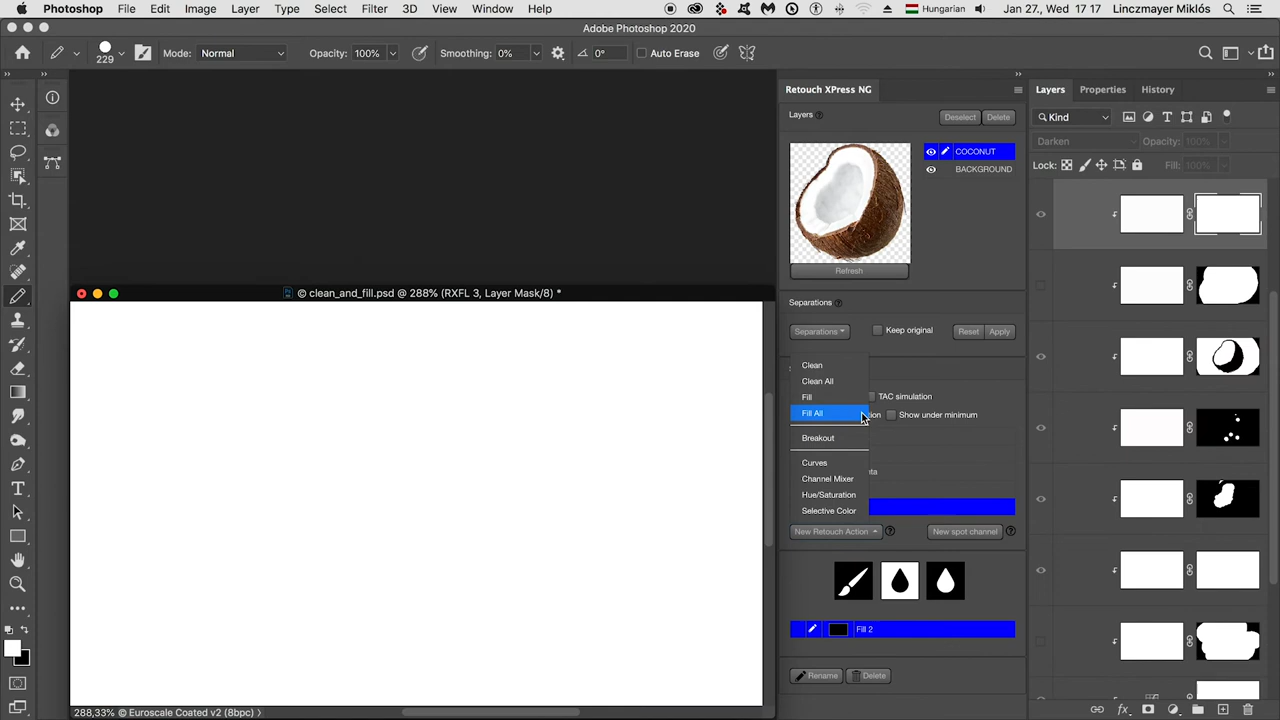 Photoshop File Edit Image Layer Type Select Filter 3D View Window Help Hungarian Jan 27., Wed 17 17 Linczmayer Miklós
Adobe Photoshop 2020
229 Mode: Normal Opacity: 100% Smoothing: 0% 0° Auto Erase
Retouch XPress NG
Layers Properties History
Layers Deselect Delete
Kind
Darken Opacity: 100%
COCONUT
Lock: Fill: 100%
BACKGROUND
Refresh
© clean_and_fill.psd @ 288% (RXFL 3, Layer Mask/8) *
Separations
Separations Keep original Reset Apply
Clean
Clean All
Fill TAC simulation
Fill All Show under minimum
Breakout
Curves
Channel Mixer
Hue/Saturation
Selective Color
New Retouch Action New spot channel
Fill 2
Rename Delete
288,33% © Euroscale Coated v2 (8bpc)